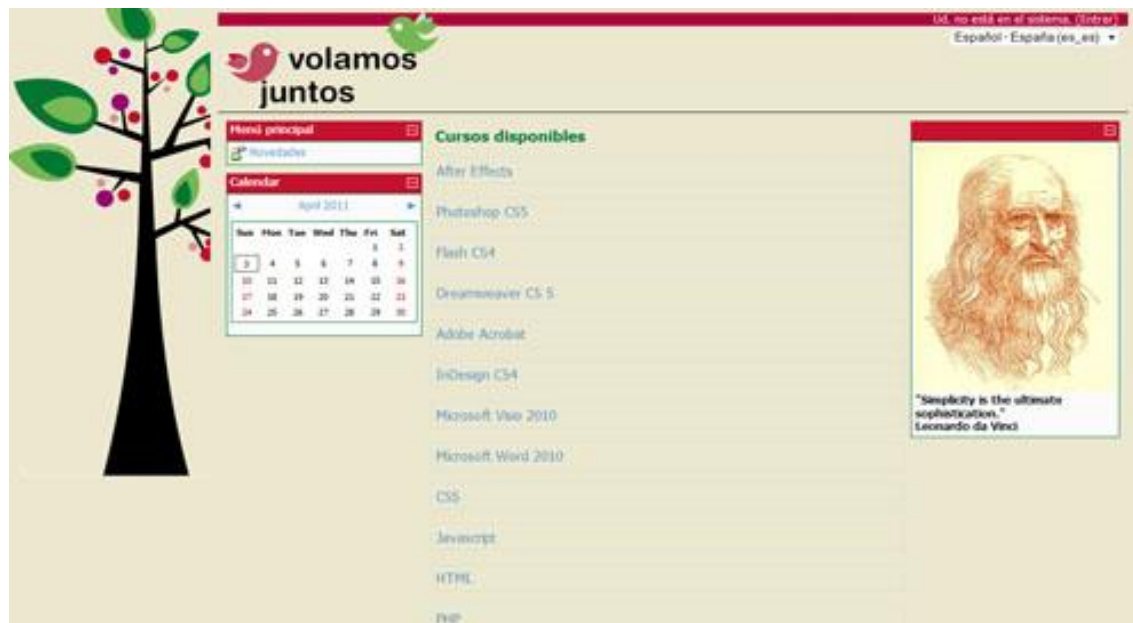 Ud. no está en el sistema. (Entrar)
Español - España (es_es)
volamos
juntos
Menú principal
Novedades
Calendar
April 2011
Sun Mon Tue Wed Thu Fri Sat
1 2
3 4 5 6 7 8 9
10 11 12 13 14 15 16
17 18 19 20 21 22 23
24 25 26 27 28 29 30
Cursos disponibles
After Effects
Photoshop CS5
Flash CS4
Dreamweaver CS 5
Adobe Acrobat
InDesign CS4
Microsoft Visio 2010
Microsoft Word 2010
CSS
Javascript
HTML
PHP
"Simplicity is the ultimate
sophistication."
Leonardo da Vinci